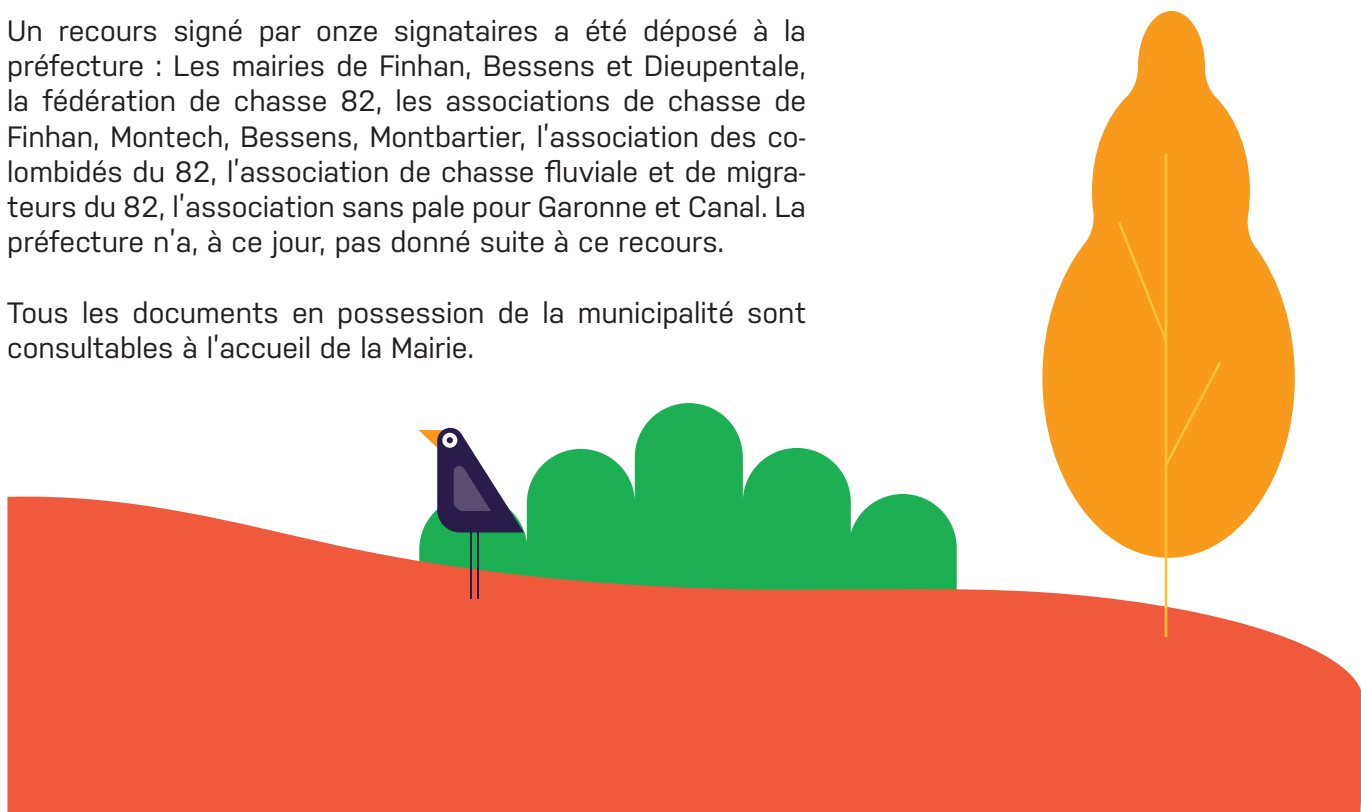 Un recours signé par onze signataires a été déposé à la
préfecture : Les mairies de Finhan, Bessens et Dieupentale,
la fédération de chasse 82, les associations de chasse de
Finhan, Montech, Bessens, Montbartier, l'association des co-
lombidés du 82, l'association de chasse fluviale et de migra-
teurs du 82, l'association sans pale pour Garonne et Canal. La
préfecture n'a, à ce jour, pas donné suite à ce recours.
Tous les documents en possession de la municipalité sont
consultables à l'accueil de la Mairie.